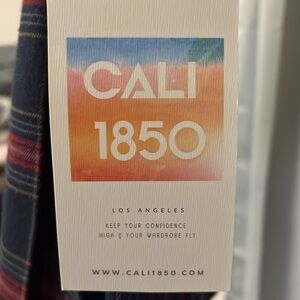 CALI
1850
LOS ANGELES
KEEP YOUR CONFIDENCE
HIGH & YOUR WARDROBE FLY
WWW.CALI1850.COM